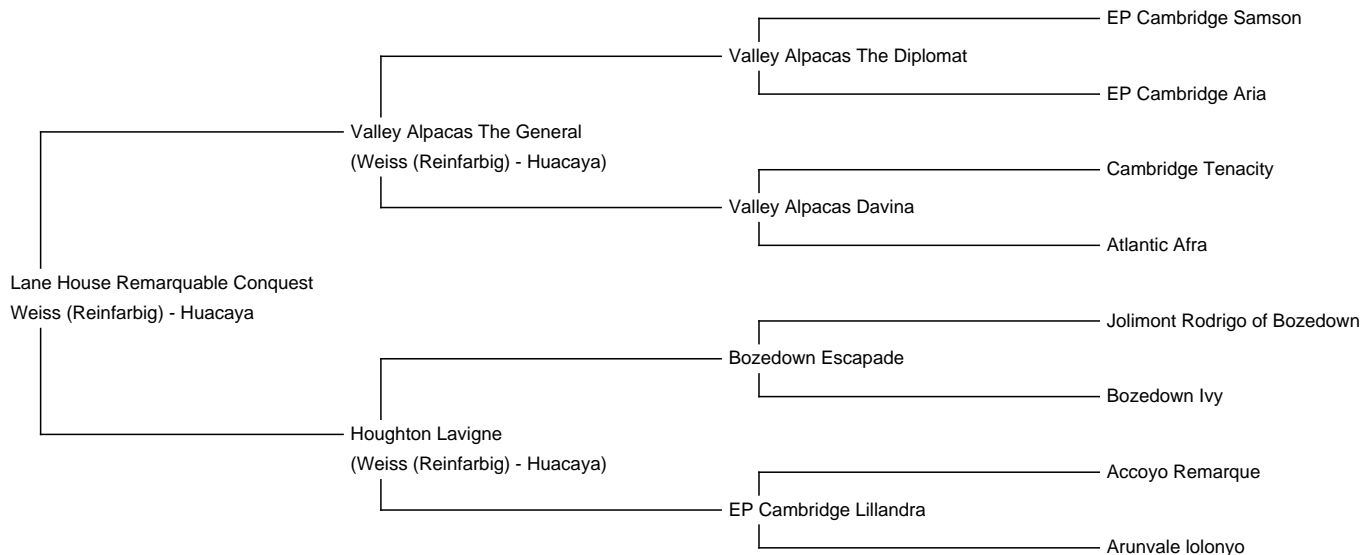 EP Cambridge Samson
Valley Alpacas The Diplomat
EP Cambridge Aria
Valley Alpacas The General
(Weiss (Reinfarbig) - Huacaya)
Cambridge Tenacity
Valley Alpacas Davina
Atlantic Afra
Lane House Remarquable Conquest
Weiss (Reinfarbig) - Huacaya
Jolimont Rodrigo of Bozedown
Bozedown Escapade
Bozedown Ivy
Houghton Lavigne
(Weiss (Reinfarbig) - Huacaya)
Accoyo Remarque
EP Cambridge Lillandra
Arunvale lolonyo